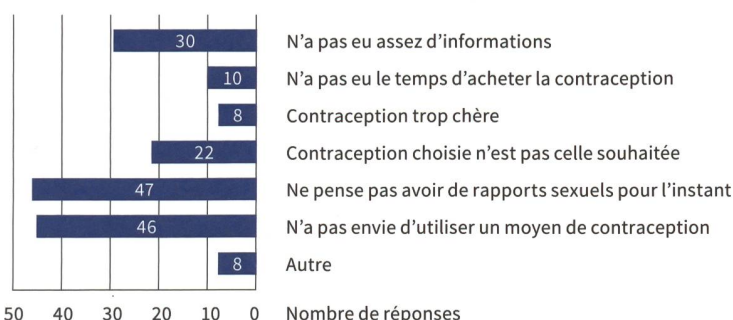 30 N’a pas eu assez d’informations
10 N’a pas eu le temps d’acheter la contraception
8 Contraception trop chère
22 Contraception choisie n’est pas celle souhaitée
47 Ne pense pas avoir de rapports sexuels pour l’instant
46 N’a pas envie d’utiliser un moyen de contraception
8 Autre
50 40 30 20 10 0 Nombre de réponses